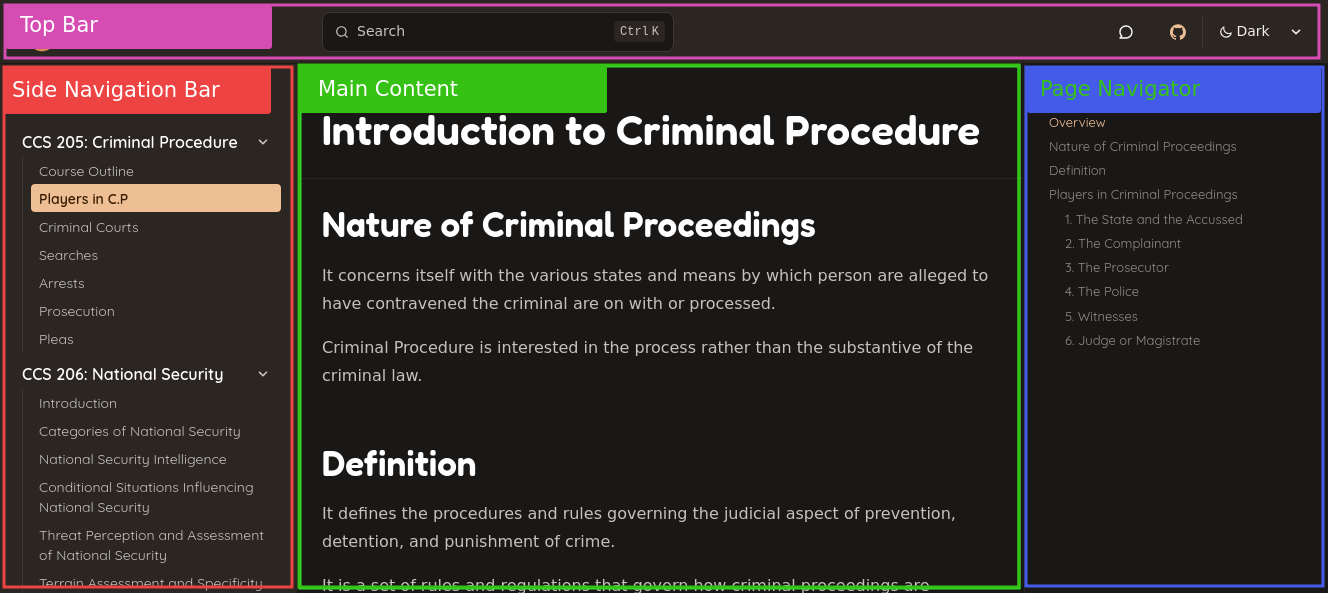 Top Bar
Search
Ctrl K
Dark
Side Navigation Bar
CCS 205: Criminal Procedure
Course Outline
Players in C.P
Criminal Courts
Searches
Arrests
Prosecution
Pleas
CCS 206: National Security
Introduction
Categories of National Security
National Security Intelligence
Conditional Situations Influencing
National Security
Threat Perception and Assessment
of National Security
Terrain Assessment and Specificity
Main Content
Introduction to Criminal Procedure
Nature of Criminal Proceedings
It concerns itself with the various states and means by which person are alleged to
have contravened the criminal are on with or processed.
Criminal Procedure is interested in the process rather than the substantive of the
criminal law.
Definition
It defines the procedures and rules governing the judicial aspect of prevention,
detention, and punishment of crime.
It is a set of rules and regulations that govern how criminal proceedings are
Page Navigator
Overview
Nature of Criminal Proceedings
Definition
Players in Criminal Proceedings
1. The State and the Accussed
2. The Complainant
3. The Prosecutor
4. The Police
5. Witnesses
6. Judge or Magistrate